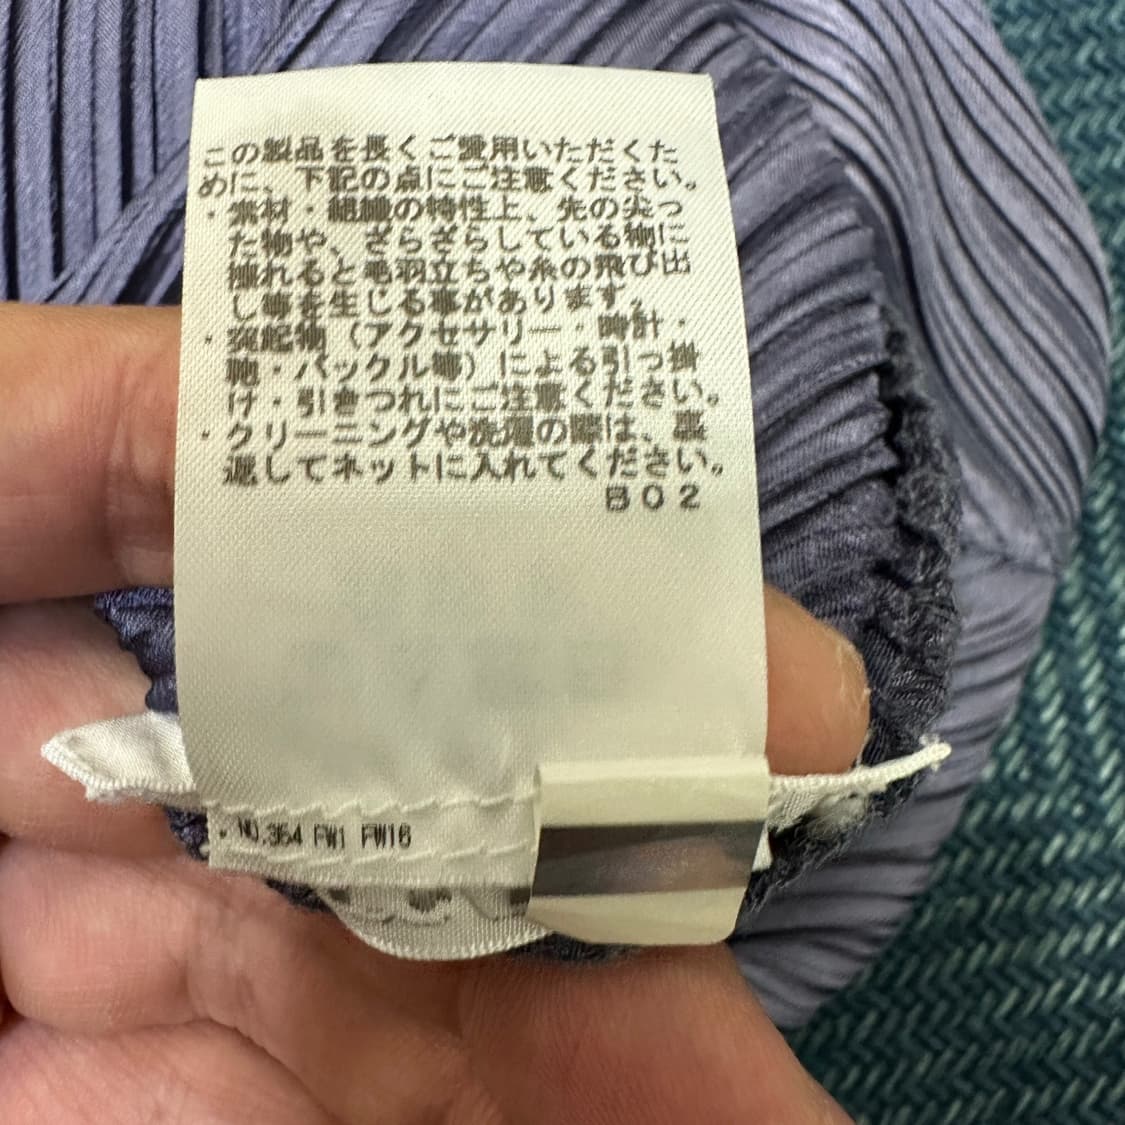 この製品を長くご愛用いただくた
めに、下記の点にご注意ください。
・素材・組織の特性上、先の尖っ
た物や、ざらざらしている物に
擦れると毛羽立ちや糸の飛び出
し等を生じる事があります。
・突起物（アクセサリー・時計・
鞄・バックル等）による引っ掛
け・引きつれにご注意ください。
・クリーニングや洗濯の際は、裏
返してネットに入れてください。
B02
NO.364 FW1 FW16